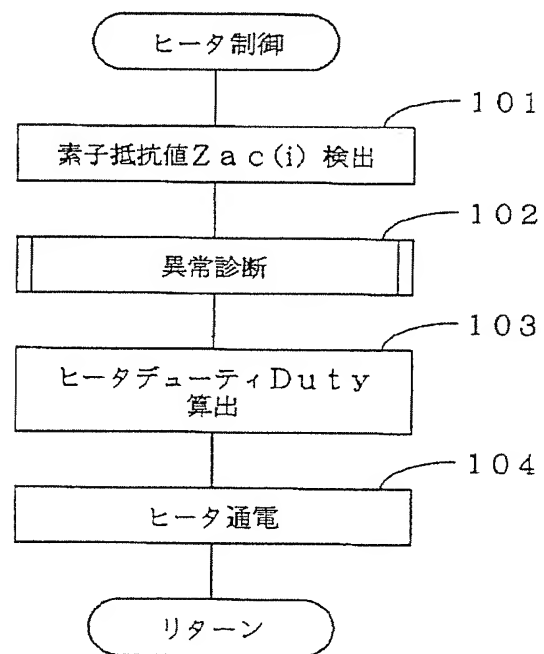 ヒータ制御
101
素子抵抗値Zac(i)検出
102
異常診断
103
ヒータデューティDuty
算出
104
ヒータ通電
リターン